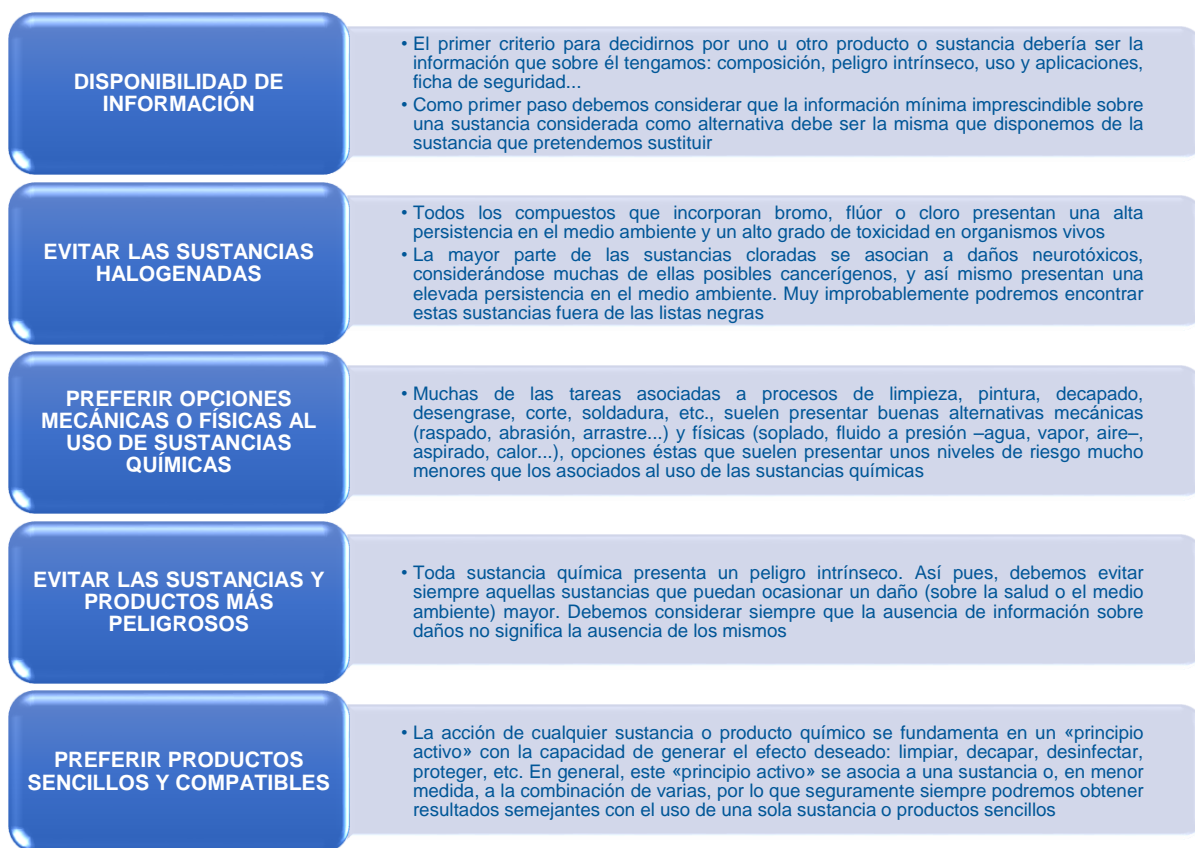 DISPONIBILIDAD DE
INFORMACIÓN
• El primer criterio para decidirnos por uno u otro producto o sustancia debería ser la
información que sobre él tengamos: composición, peligro intrínseco, uso y aplicaciones,
ficha de seguridad...
• Como primer paso debemos considerar que la información mínima imprescindible sobre
una sustancia considerada como alternativa debe ser la misma que disponemos de la
sustancia que pretendemos sustituir
EVITAR LAS SUSTANCIAS
HALOGENADAS
• Todos los compuestos que incorporan bromo, flúor o cloro presentan una alta
persistencia en el medio ambiente y un alto grado de toxicidad en organismos vivos
• La mayor parte de las sustancias cloradas se asocian a daños neurotóxicos,
considerándose muchas de ellas posibles cancerígenos, y así mismo presentan una
elevada persistencia en el medio ambiente. Muy improbablemente podremos encontrar
estas sustancias fuera de las listas negras
PREFERIR OPCIONES
MECÁNICAS O FÍSICAS AL
USO DE SUSTANCIAS
QUÍMICAS
• Muchas de las tareas asociadas a procesos de limpieza, pintura, decapado,
desengrase, corte, soldadura, etc., suelen presentar buenas alternativas mecánicas
(raspado, abrasión, arrastre...) y físicas (soplado, fluido a presión –agua, vapor, aire–,
aspirado, calor...), opciones éstas que suelen presentar unos niveles de riesgo mucho
menores que los asociados al uso de las sustancias químicas
EVITAR LAS SUSTANCIAS Y
PRODUCTOS MÁS
PELIGROSOS
• Toda sustancia química presenta un peligro intrínseco. Así pues, debemos evitar
siempre aquellas sustancias que puedan ocasionar un daño (sobre la salud o el medio
ambiente) mayor. Debemos considerar siempre que la ausencia de información sobre
daños no significa la ausencia de los mismos
PREFERIR PRODUCTOS
SENCILLOS Y COMPATIBLES
• La acción de cualquier sustancia o producto químico se fundamenta en un «principio
activo» con la capacidad de generar el efecto deseado: limpiar, decapar, desinfectar,
proteger, etc. En general, este «principio activo» se asocia a una sustancia o, en menor
medida, a la combinación de varias, por lo que seguramente siempre podremos obtener
resultados semejantes con el uso de una sola sustancia o productos sencillos